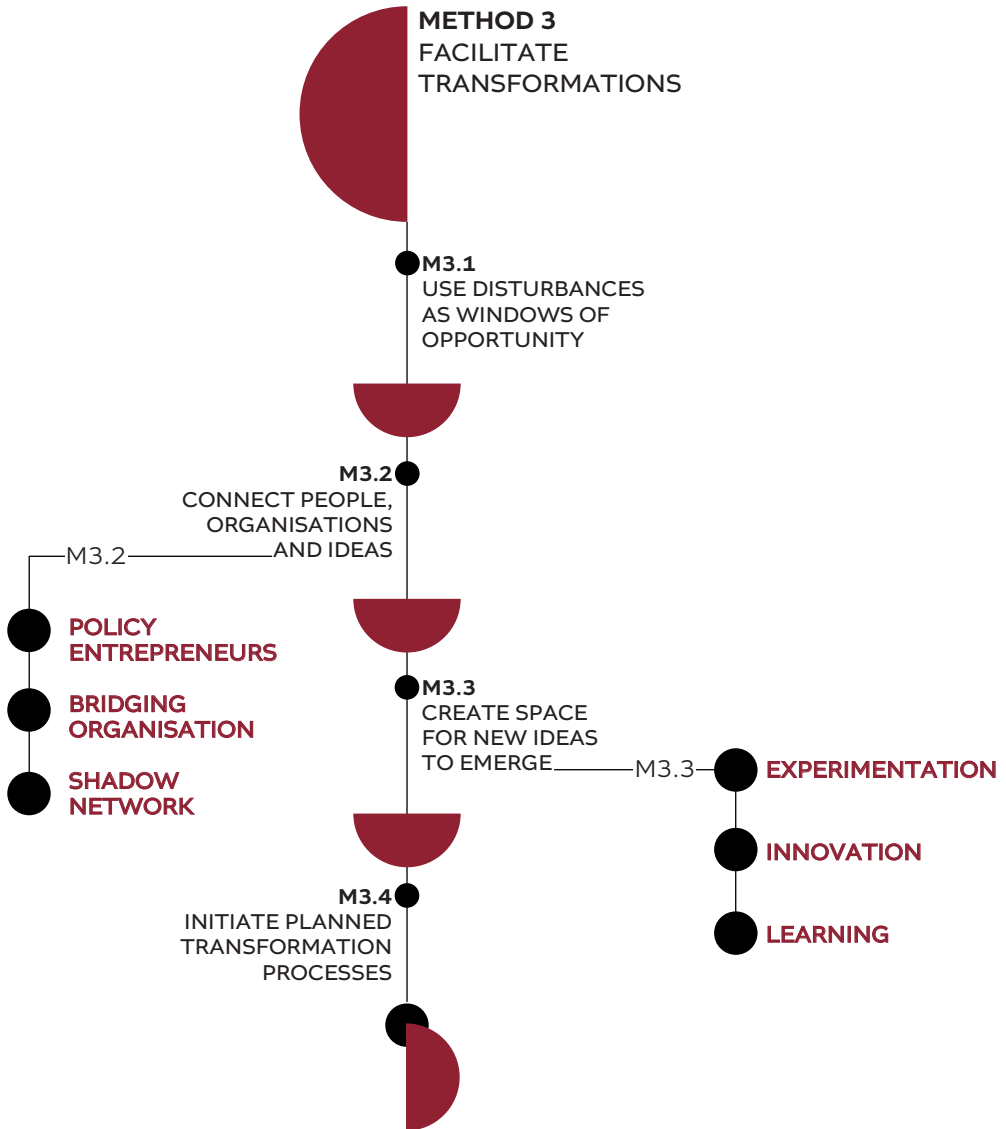 METHOD 3
FACILITATE
TRANSFORMATIONS
M3.1
USE DISTURBANCES
AS WINDOWS OF
OPPORTUNITY
M3.2
CONNECT PEOPLE,
ORGANISATIONS
AND IDEAS
M3.2
POLICY
ENTREPRENEURS
BRIDGING
ORGANISATION
SHADOW
NETWORK
M3.3
CREATE SPACE
FOR NEW IDEAS
TO EMERGE
M3.3
EXPERIMENTATION
INNOVATION
LEARNING
M3.4
INITIATE PLANNED
TRANSFORMATION
PROCESSES